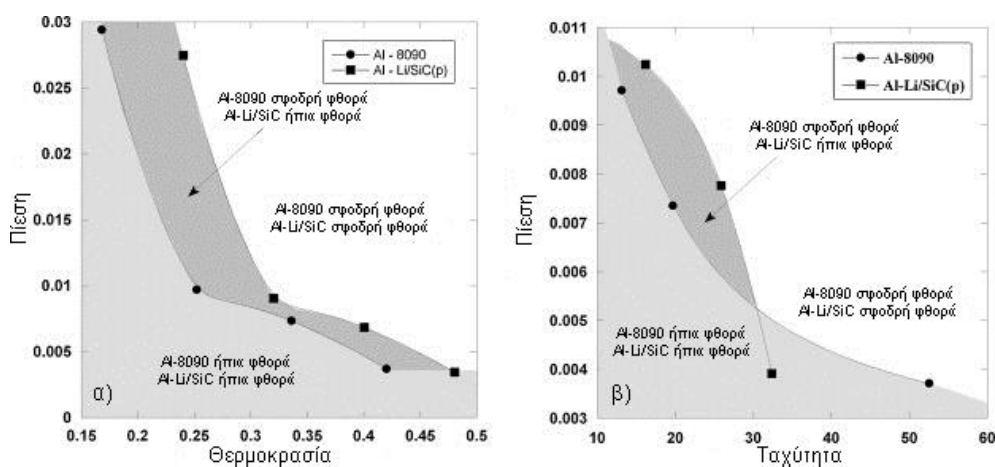 0.03
0.025
0.02
0.015
0.01
0.005
0
Πίεση
Al - 8090
Al - Li/SiC(p)
Al-8090 σφοδρή φθορά
Al-Li/SiC ήπια φθορά
Al-8090 σφοδρή φθορά
Al-Li/SiC σφοδρή φθορά
Al-8090 ήπια φθορά
Al-Li/SiC ήπια φθορά
α)
0.15 0.2 0.25 0.3 0.35 0.4 0.45 0.5
Θερμοκρασία
0.011
0.01
0.009
0.008
0.007
0.006
0.005
0.004
0.003
Πίεση
Al-8090
Al-Li/SiC(p)
Al-8090 σφοδρή φθορά
Al-Li/SiC ήπια φθορά
Al-8090 σφοδρή φθορά
Al-Li/SiC σφοδρή φθορά
Al-8090 ήπια φθορά
Al-Li/SiC ήπια φθορά
β)
10 20 30 40 50 60
Ταχύτητα